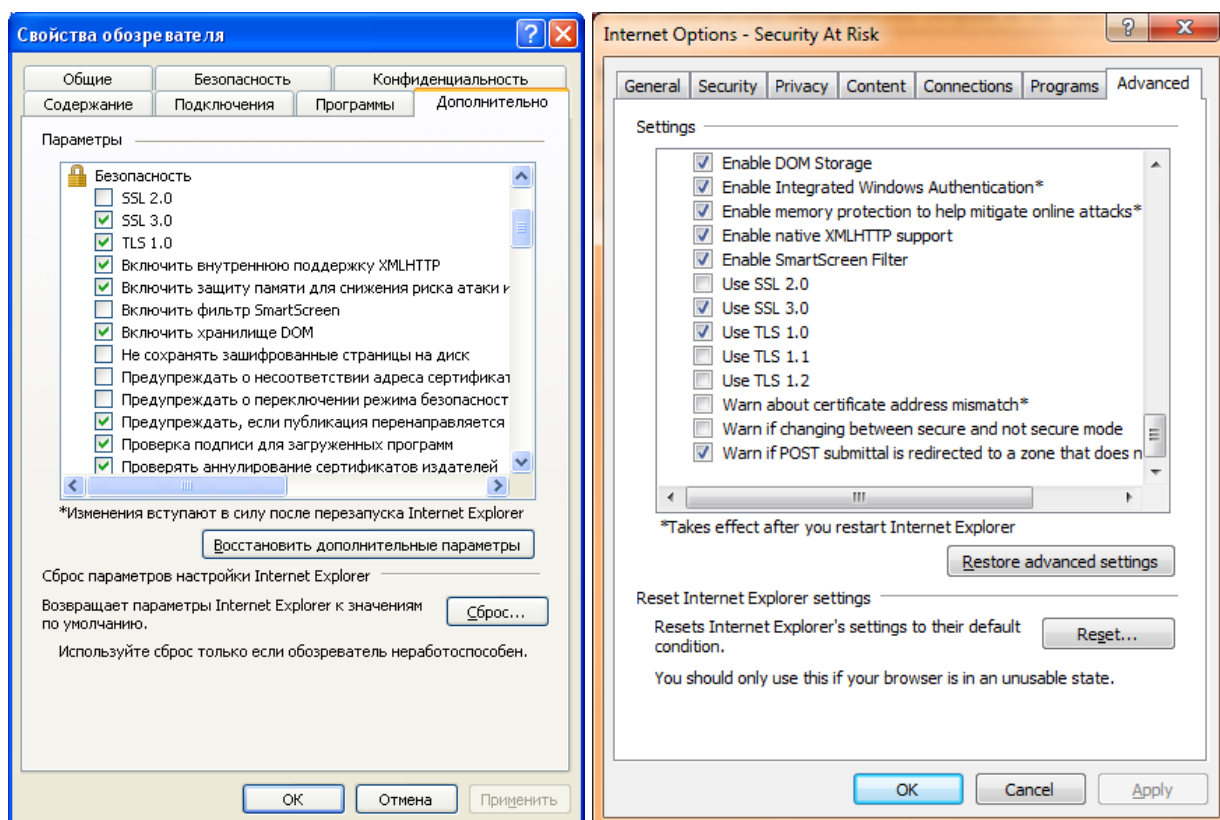 Свойства обозревателя
Общие Безопасность Конфиденциальность
Содержание Подключения Программы Дополнительно
Параметры
Безопасность
SSL 2.0
SSL 3.0
TLS 1.0
Включить внутреннюю поддержку XMLHTTP
Включить защиту памяти для снижения риска атаки и
Включить фильтр SmartScreen
Включить хранилище DOM
Не сохранять зашифрованные страницы на диск
Предупреждать о несоответствии адреса сертификат
Предупреждать о переключении режима безопасност
Предупреждать, если публикация перенаправляется
Проверка подписи для загруженных программ
Проверять аннулирование сертификатов издателей
*Изменения вступают в силу после перезапуска Internet Explorer
Восстановить дополнительные параметры
Сброс параметров настройки Internet Explorer
Возвращает параметры Internet Explorer к значениям
по умолчанию.
Сброс...
Используйте сброс только если обозреватель неработоспособен.
ОК Отмена Применить
Internet Options - Security At Risk
General Security Privacy Content Connections Programs Advanced
Settings
Enable DOM Storage
Enable Integrated Windows Authentication*
Enable memory protection to help mitigate online attacks*
Enable native XMLHTTP support
Enable SmartScreen Filter
Use SSL 2.0
Use SSL 3.0
Use TLS 1.0
Use TLS 1.1
Use TLS 1.2
Warn about certificate address mismatch*
Warn if changing between secure and not secure mode
Warn if POST submittal is redirected to a zone that does n
*Takes effect after you restart Internet Explorer
Restore advanced settings
Reset Internet Explorer settings
Resets Internet Explorer's settings to their default
condition.
Reset...
You should only use this if your browser is in an unusable state.
OK Cancel Apply